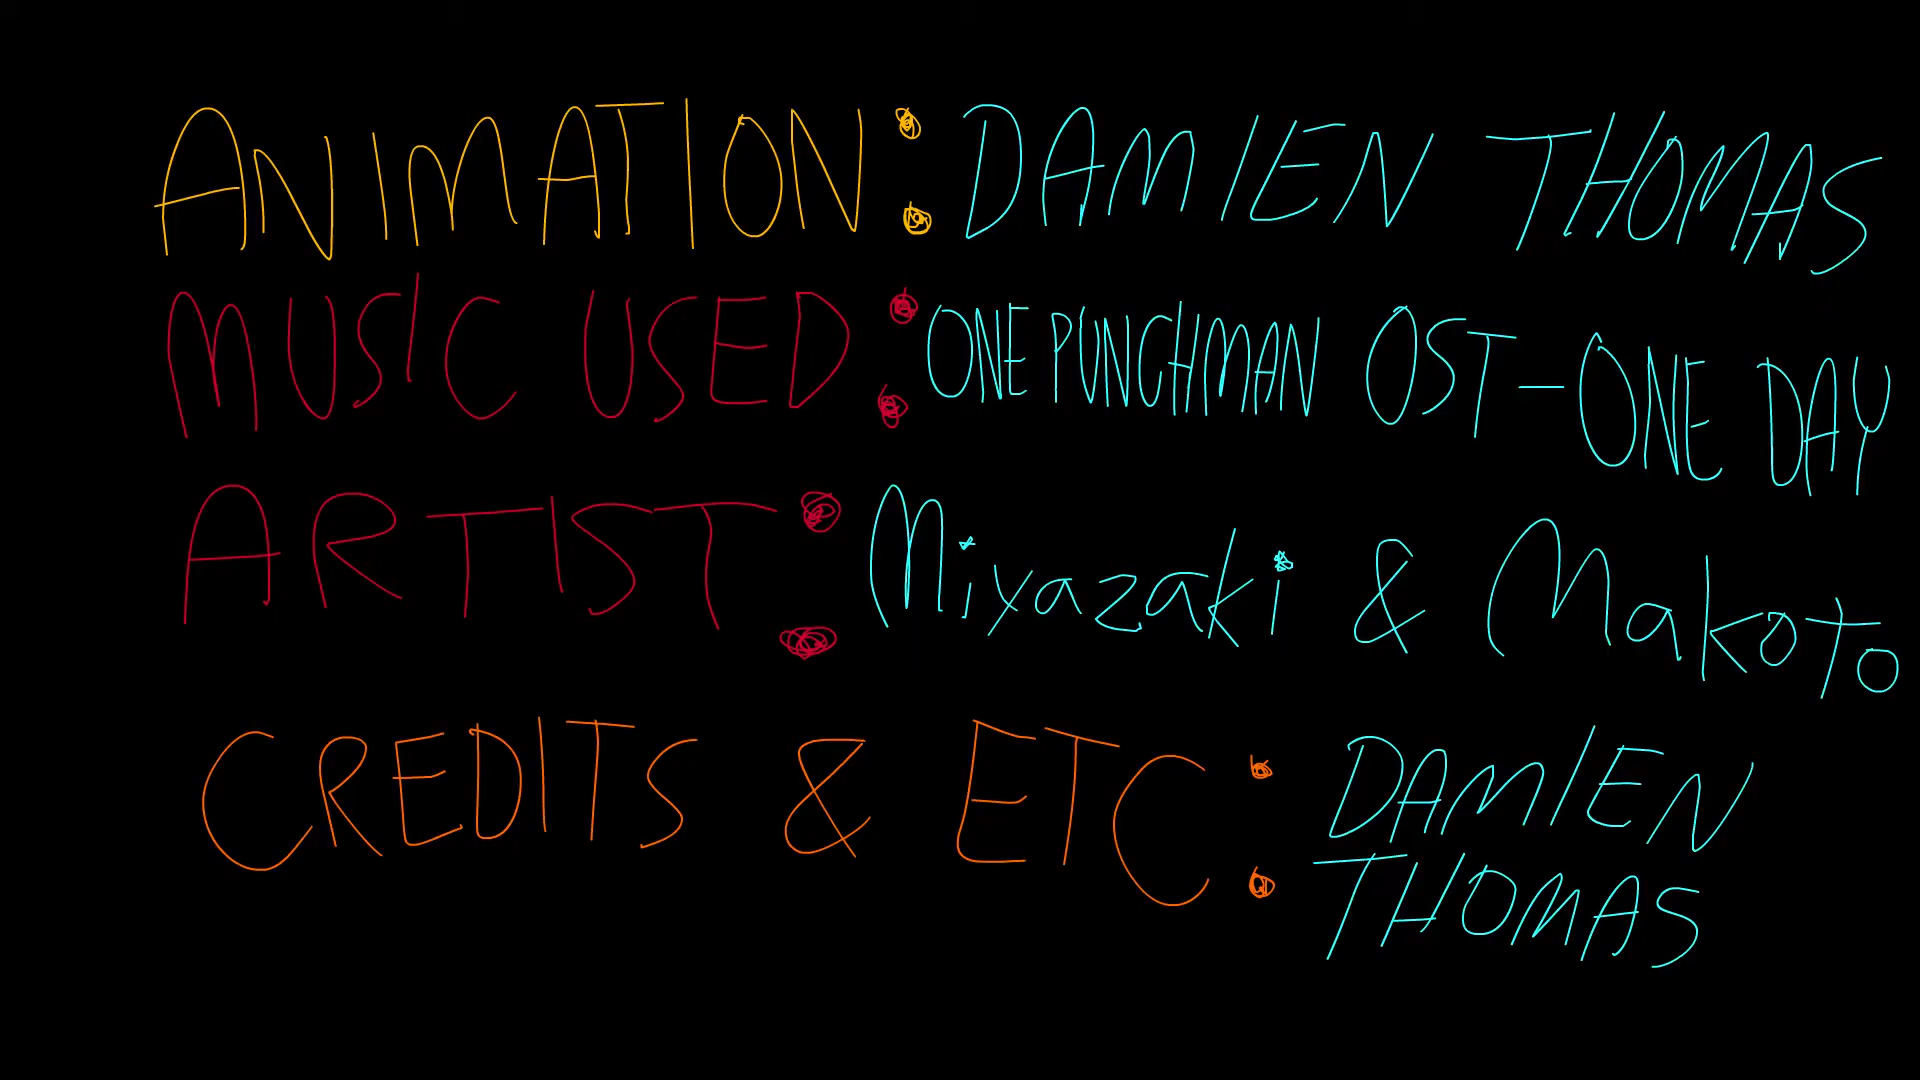 ANIMATION: DAMIEN THOMAS
MUSIC USED: ONE PUNCHMAN OST - ONE DAY
ARTIST: Miyazaki & Makoto
CREDITS & ETC: DAMIEN
THOMAS